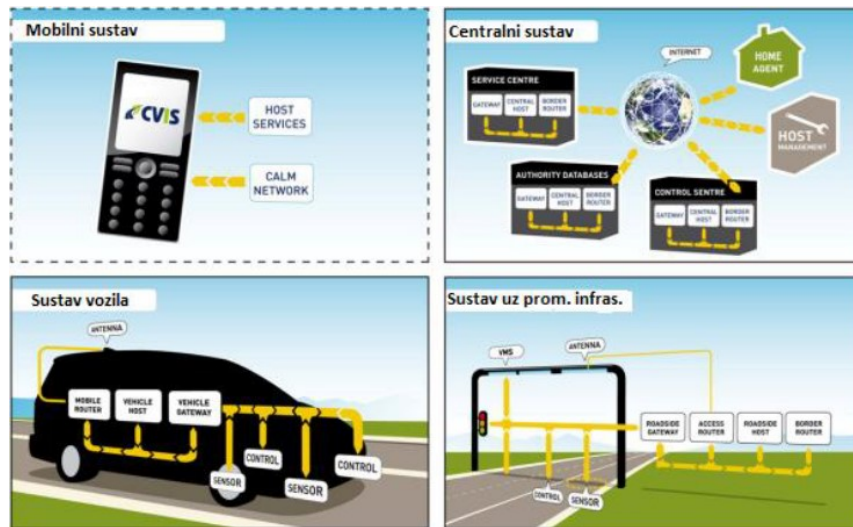 Mobilni sustav
CVIS
HOST
SERVICES
CALM
NETWORK
Centralni sustav
INTERNET
HOME
AGENT
SERVICE CENTRE
GATEWAY
CENTRAL
HOST
BORDER
ROUTER
HOST
MANAGEMENT
AUTHORITY DATABASES
GATEWAY
CENTRAL
HOST
BORDER
ROUTER
CONTROL SENTRE
GATEWAY
CENTRAL
HOST
BORDER
ROUTER
Sustav vozila
ANTENNA
MOBILE
ROUTER
VEHICLE
HOST
VEHICLE
GATEWAY
SENSOR
CONTROL
SENSOR
CONTROL
Sustav uz prom. infras.
VMS
ANTENNA
ROADSIDE
GATEWAY
ACCESS
ROUTER
ROADSIDE
HOST
BORDER
ROUTER
CONTROL
SENSOR